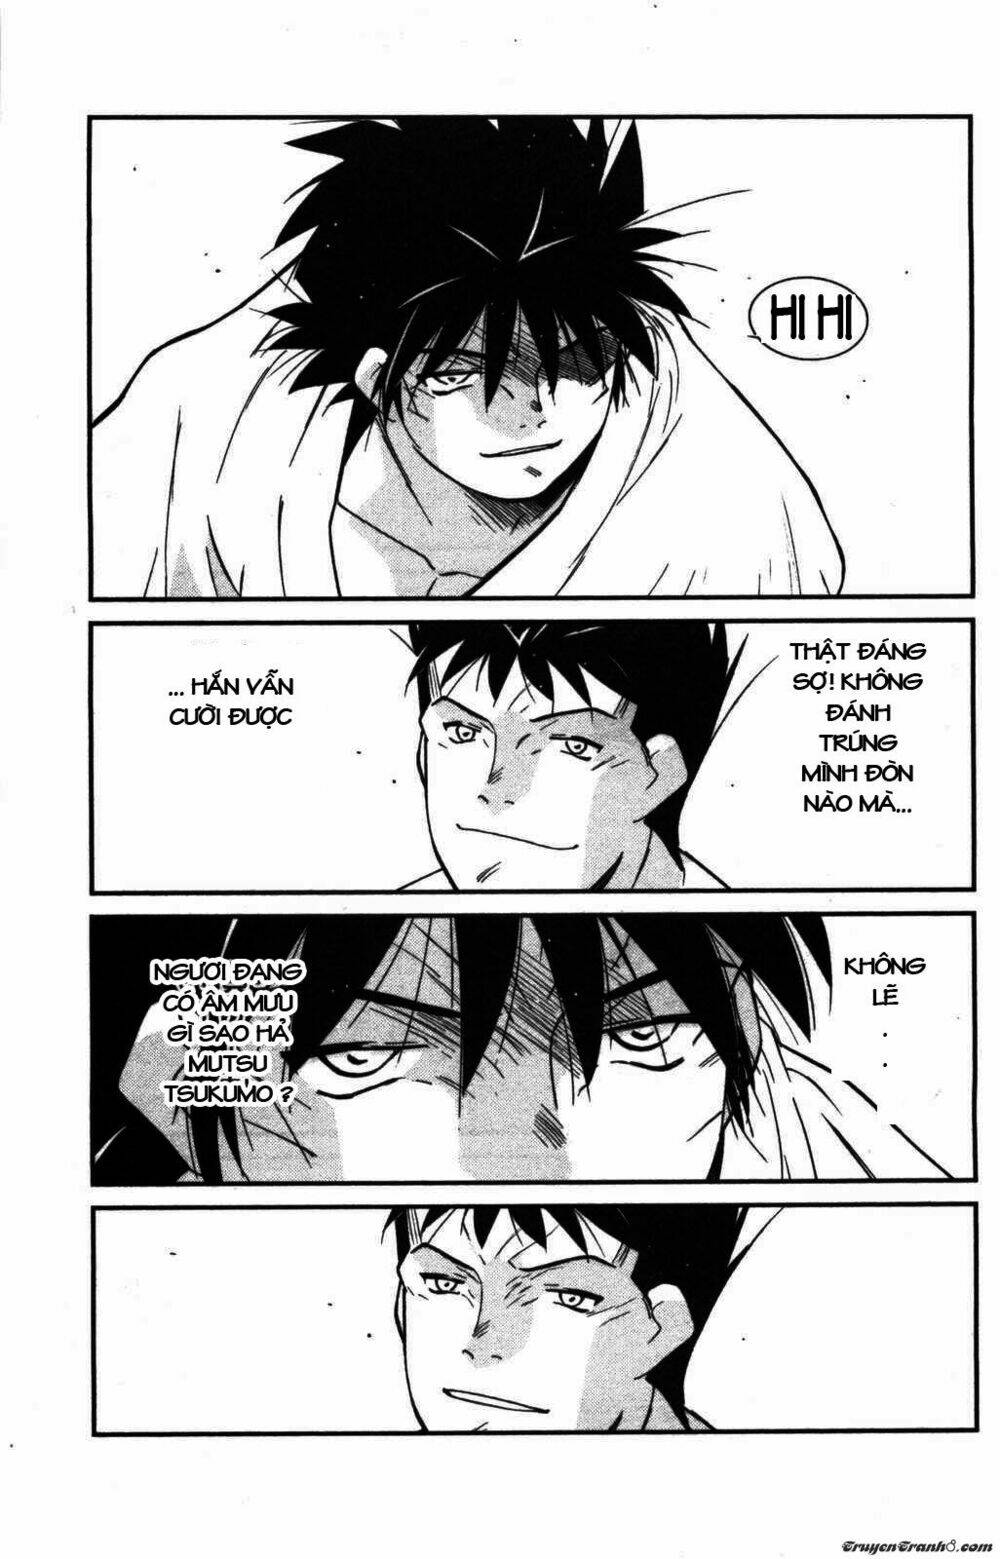 HI HI
THẬT ĐÁNG
SỢ! KHÔNG
ĐÁNH
TRÚNG
MÌNH ĐÒN
NÀO MÀ...
... HẮN VẪN
CƯỜI ĐƯỢC
KHÔNG
LẼ
.
.
.
NGƯƠI ĐANG
CÓ ÂM MƯU
GÌ SAO HẢ
MUTSU
TSUKUMO ?
TruyenTranh8.com